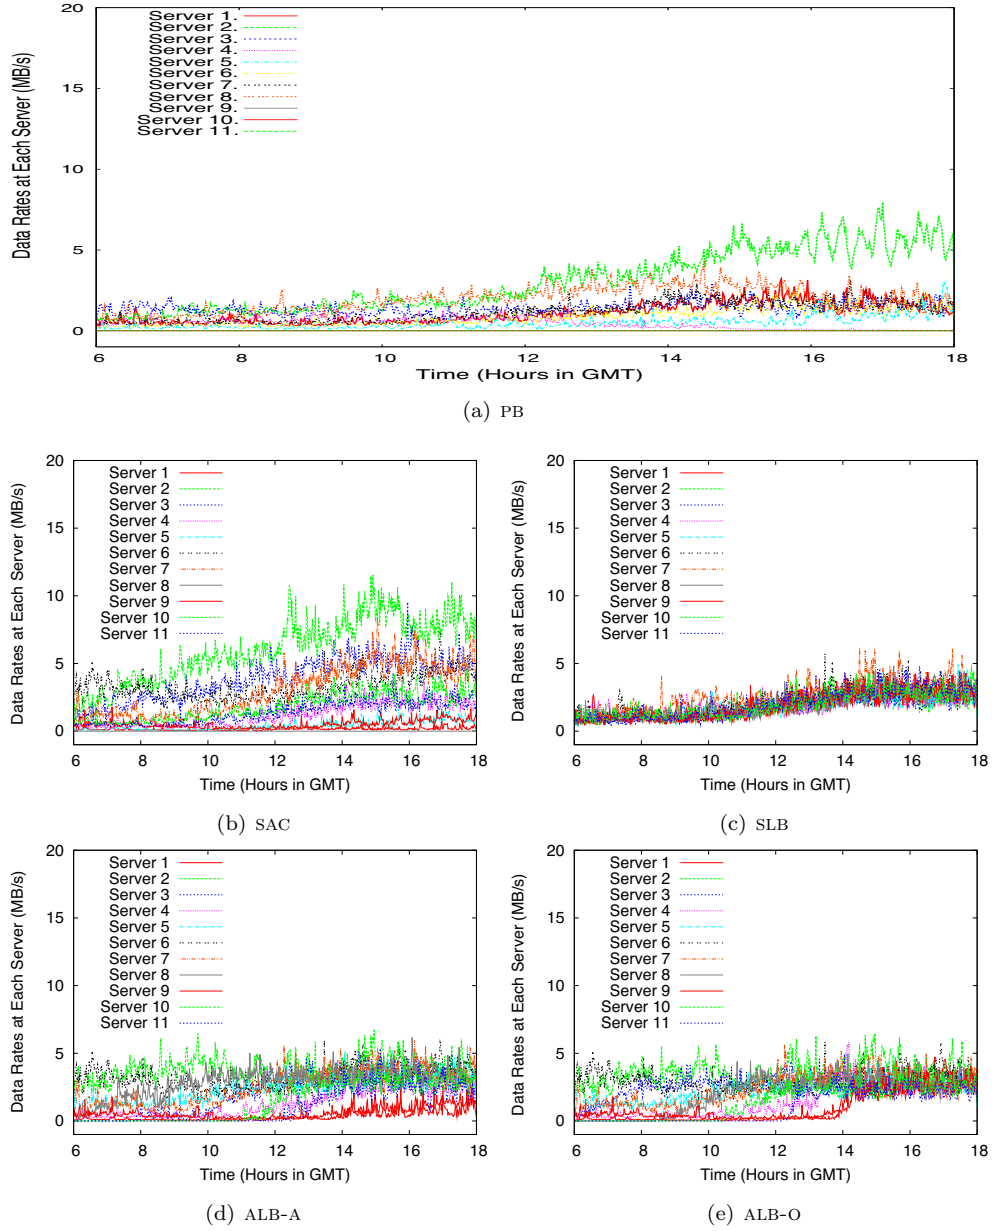 20
15
10
5
0
6
8
10
12
14
16
18
Data Rates at Each Server (MB/s)
Time (Hours in GMT)
Server 1.
Server 2.
Server 3.
Server 4.
Server 5.
Server 6.
Server 7.
Server 8.
Server 9.
Server 10.
Server 11.
(a) PB
20
15
10
5
0
6
8
10
12
14
16
18
Data Rates at Each Server (MB/s)
Time (Hours in GMT)
Server 1
Server 2
Server 3
Server 4
Server 5
Server 6
Server 7
Server 8
Server 9
Server 10
Server 11
(b) SAC
20
15
10
5
0
6
8
10
12
14
16
18
Data Rates at Each Server (MB/s)
Time (Hours in GMT)
Server 1
Server 2
Server 3
Server 4
Server 5
Server 6
Server 7
Server 8
Server 9
Server 10
Server 11
(c) SLB
20
15
10
5
0
6
8
10
12
14
16
18
Data Rates at Each Server (MB/s)
Time (Hours in GMT)
Server 1
Server 2
Server 3
Server 4
Server 5
Server 6
Server 7
Server 8
Server 9
Server 10
Server 11
(d) ALB-A
20
15
10
5
0
6
8
10
12
14
16
18
Data Rates at Each Server (MB/s)
Time (Hours in GMT)
Server 1
Server 2
Server 3
Server 4
Server 5
Server 6
Server 7
Server 8
Server 9
Server 10
Server 11
(e) ALB-O